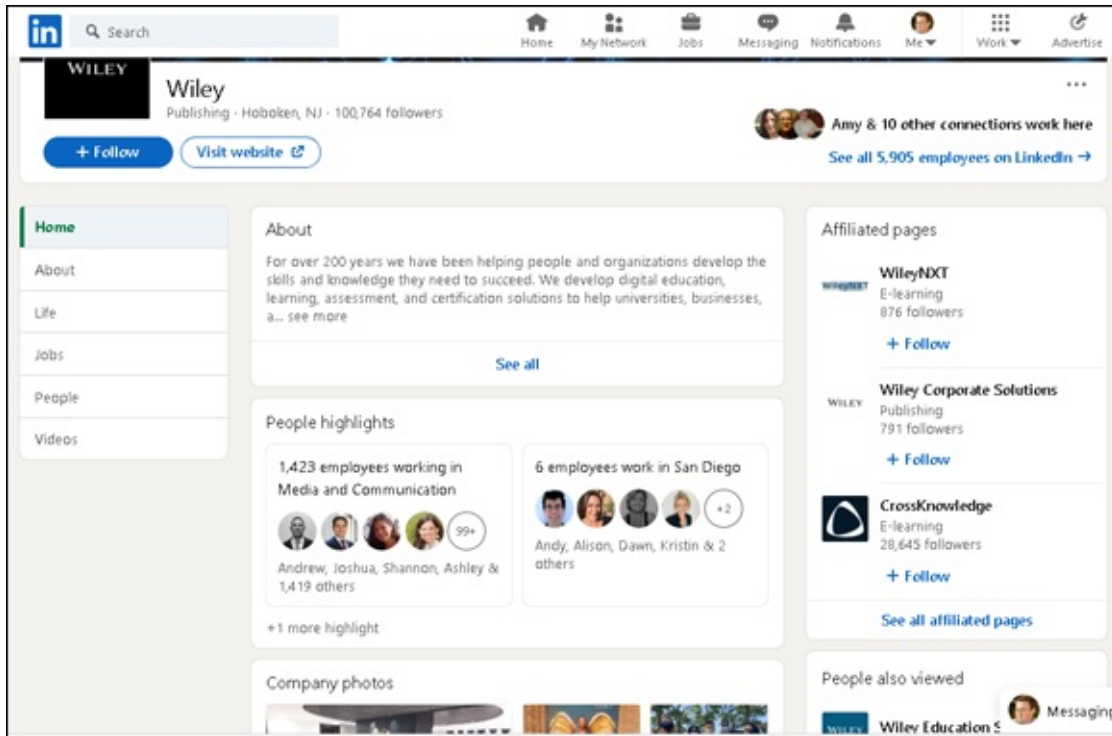 in
Search
Home
My Network
Jobs
Messaging
Notifications
Me
Work
Advertise
WILEY
Wiley
Publishing · Hoboken, NJ · 100,764 followers
+ Follow
Visit website
...
Amy & 10 other connections work here
See all 5,905 employees on LinkedIn →
Home
About
Life
Jobs
People
Videos
About
For over 200 years we have been helping people and organizations develop the
skills and knowledge they need to succeed. We develop digital education,
learning, assessment, and certification solutions to help universities, businesses,
a... see more
See all
People highlights
1,423 employees working in
Media and Communication
99+
Andrew, Joshua, Shannon, Ashley &
1,419 others
6 employees work in San Diego
+2
Andy, Alison, Dawn, Kristin & 2
others
+1 more highlight
Company photos
Affiliated pages
WileyNXT
WileyNXT
E-learning
876 followers
+ Follow
WILEY
Wiley Corporate Solutions
Publishing
791 followers
+ Follow
CrossKnowledge
E-learning
28,645 followers
+ Follow
See all affiliated pages
People also viewed
WILEY
Wiley Education S
Messaging